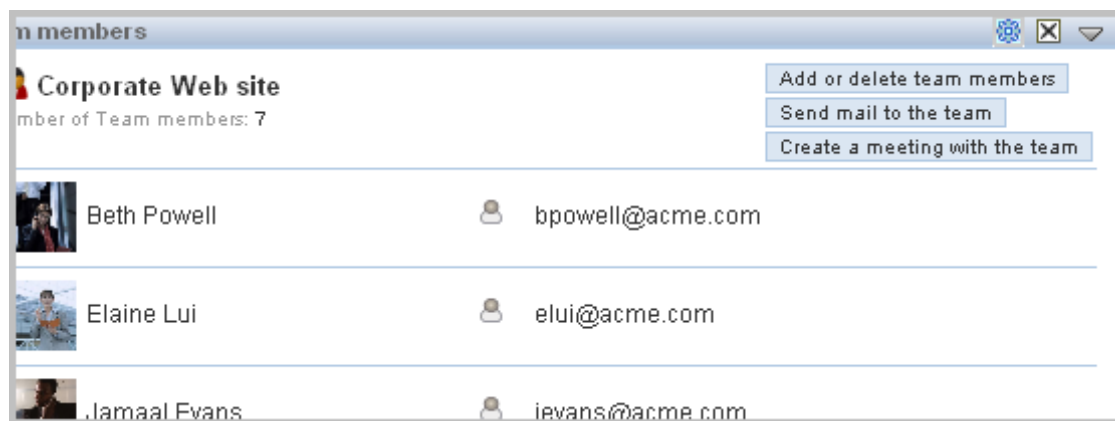 m members
Corporate Web site
mber of Team members: 7
Add or delete team members
Send mail to the team
Create a meeting with the team
Beth Powell bpowell@acme.com
Elaine Lui elui@acme.com
Jamaal Evans jevans@acme.com